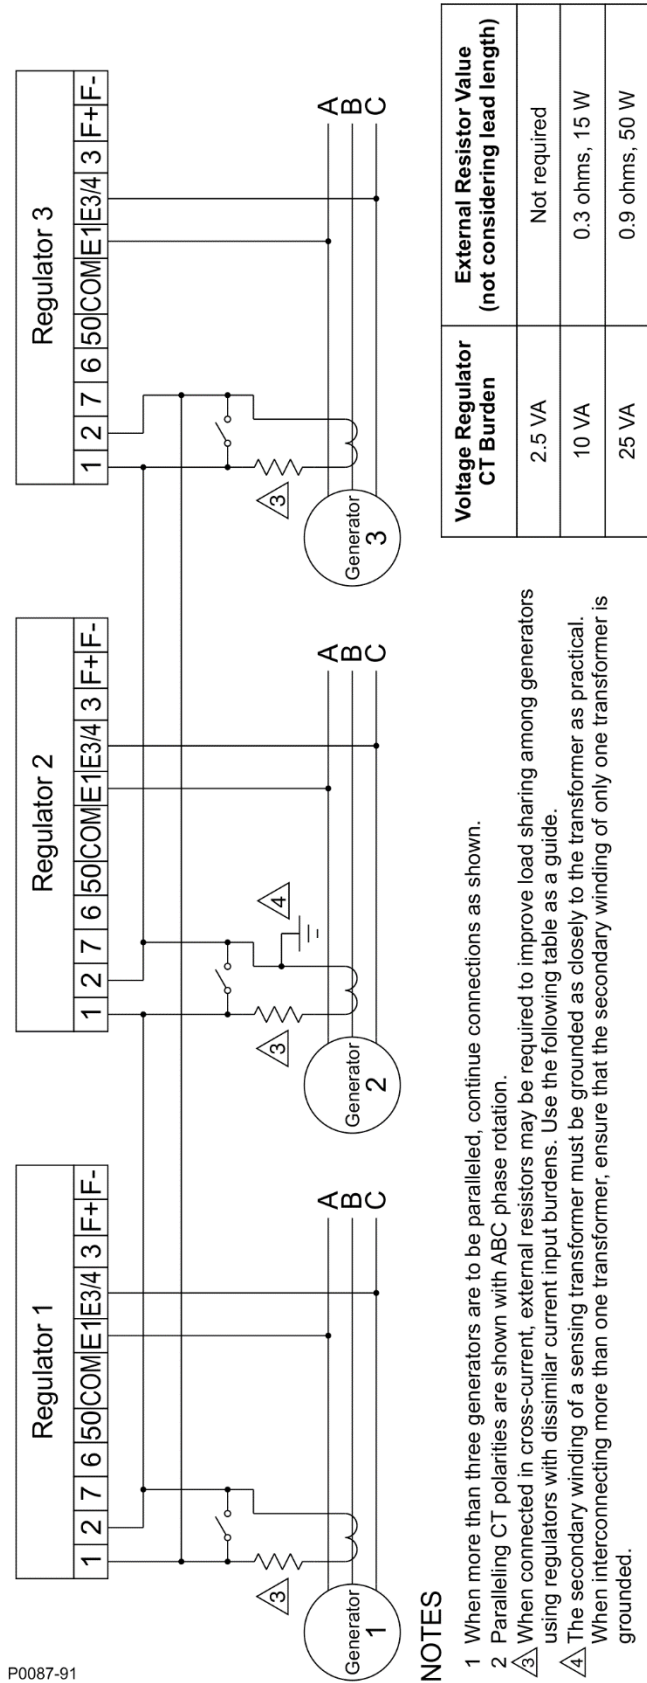 P0087-91
Regulator 1
1 2 7 6 50 COM E1 E3/4 3 F+ F-
3
Generator
1
A
B
C
Regulator 2
1 2 7 6 50 COM E1 E3/4 3 F+ F-
3
4
Generator
2
A
B
C
Regulator 3
1 2 7 6 50 COM E1 E3/4 3 F+ F-
3
Generator
3
A
B
C
NOTES
1 When more than three generators are to be paralleled, continue connections as shown.
2 Paralleling CT polarities are shown with ABC phase rotation.
3 When connected in cross-current, external resistors may be required to improve load sharing among generators
using regulators with dissimilar current input burdens. Use the following table as a guide.
4 The secondary winding of a sensing transformer must be grounded as closely to the transformer as practical.
When interconnecting more than one transformer, ensure that the secondary winding of only one transformer is
grounded.
Voltage Regulator
CT Burden
External Resistor Value
(not considering lead length)
2.5 VA Not required
10 VA 0.3 ohms, 15 W
25 VA 0.9 ohms, 50 W